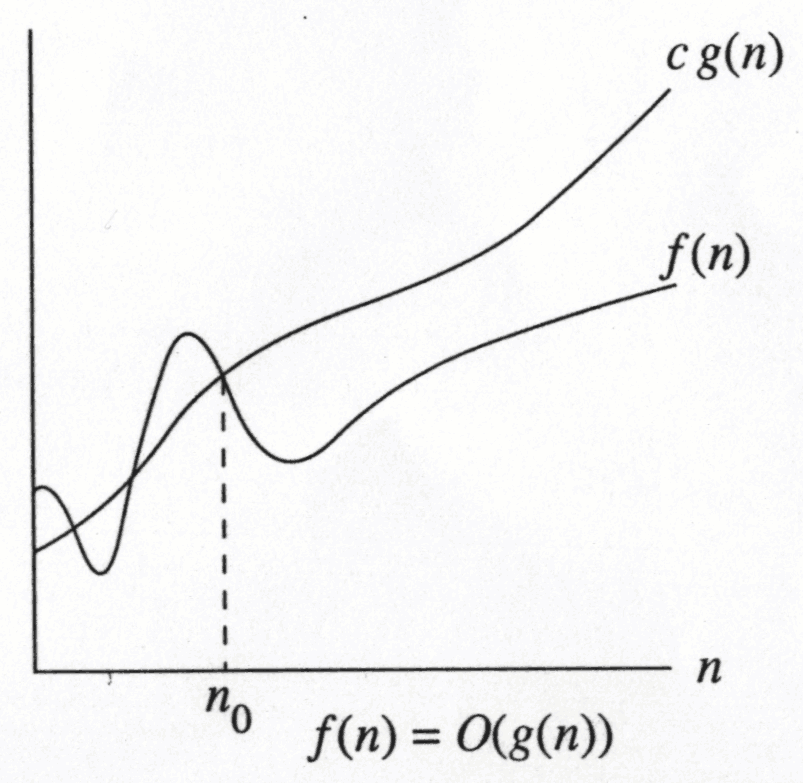 c g(n)
f(n)
n
n₀
f(n) = O(g(n))